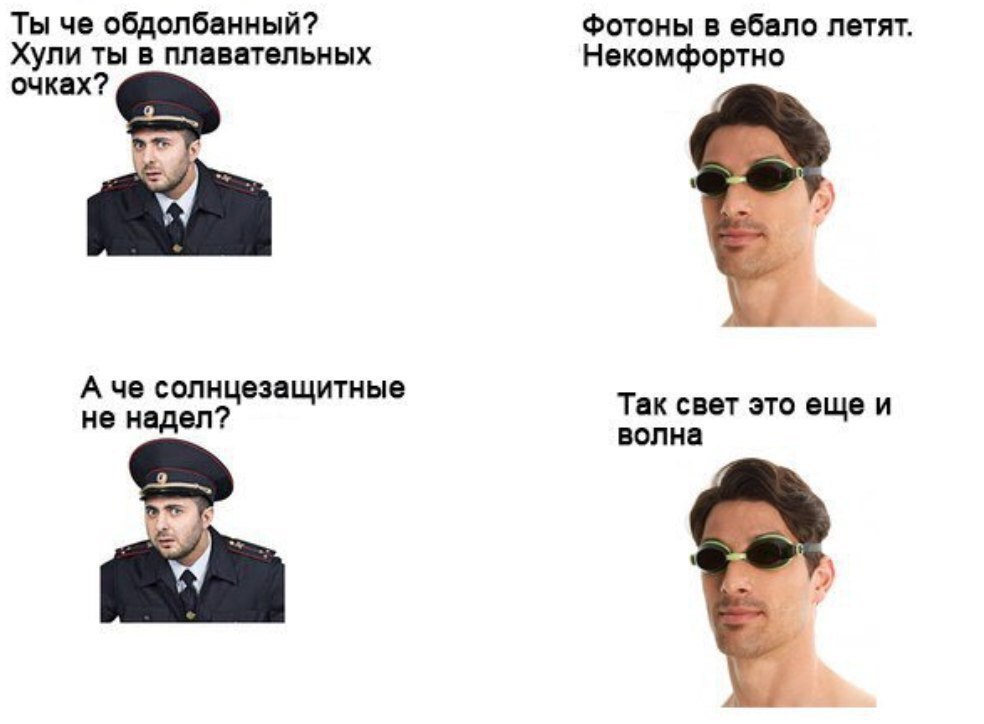 Ты че обдолбанный?
Хули ты в плавательных
очках?
Фотоны в ебало летят.
Некомфортно
А че солнцезащитные
не надел?
Так свет это еще и
волна